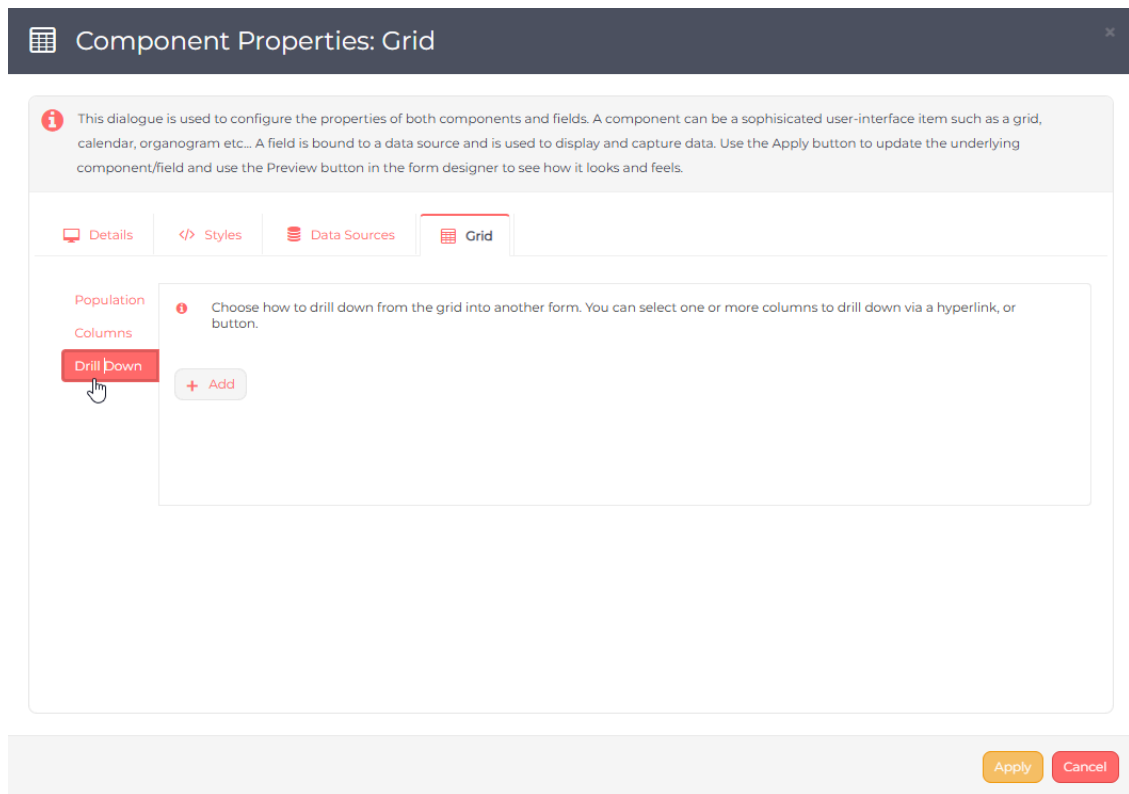 Component Properties: Grid
×
This dialogue is used to configure the properties of both components and fields. A component can be a sophisicated user-interface item such as a grid,
calendar, organogram etc... A field is bound to a data source and is used to display and capture data. Use the Apply button to update the underlying
component/field and use the Preview button in the form designer to see how it looks and feels.
Details </> Styles Data Sources Grid
Population
Columns
Drill Down
Choose how to drill down from the grid into another form. You can select one or more columns to drill down via a hyperlink, or
button.
+ Add
Apply Cancel